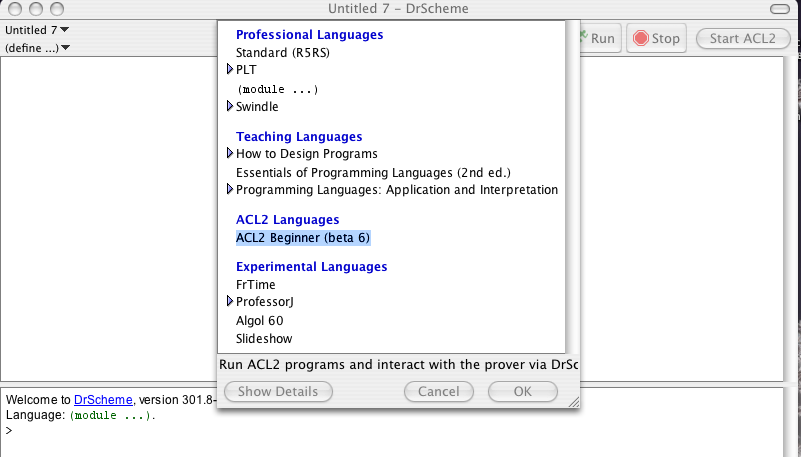 Untitled 7 - DrScheme
Untitled 7
(define ...)
Run
Stop
Start ACL2
Professional Languages
Standard (R5RS)
PLT
(module ...)
Swindle
Teaching Languages
How to Design Programs
Essentials of Programming Languages (2nd ed.)
Programming Languages: Application and Interpretation
ACL2 Languages
ACL2 Beginner (beta 6)
Experimental Languages
FrTime
ProfessorJ
Algol 60
Slideshow
Run ACL2 programs and interact with the prover via DrSc
Show Details
Cancel
OK
Welcome to DrScheme, version 301.8-
Language: (module ...).
>